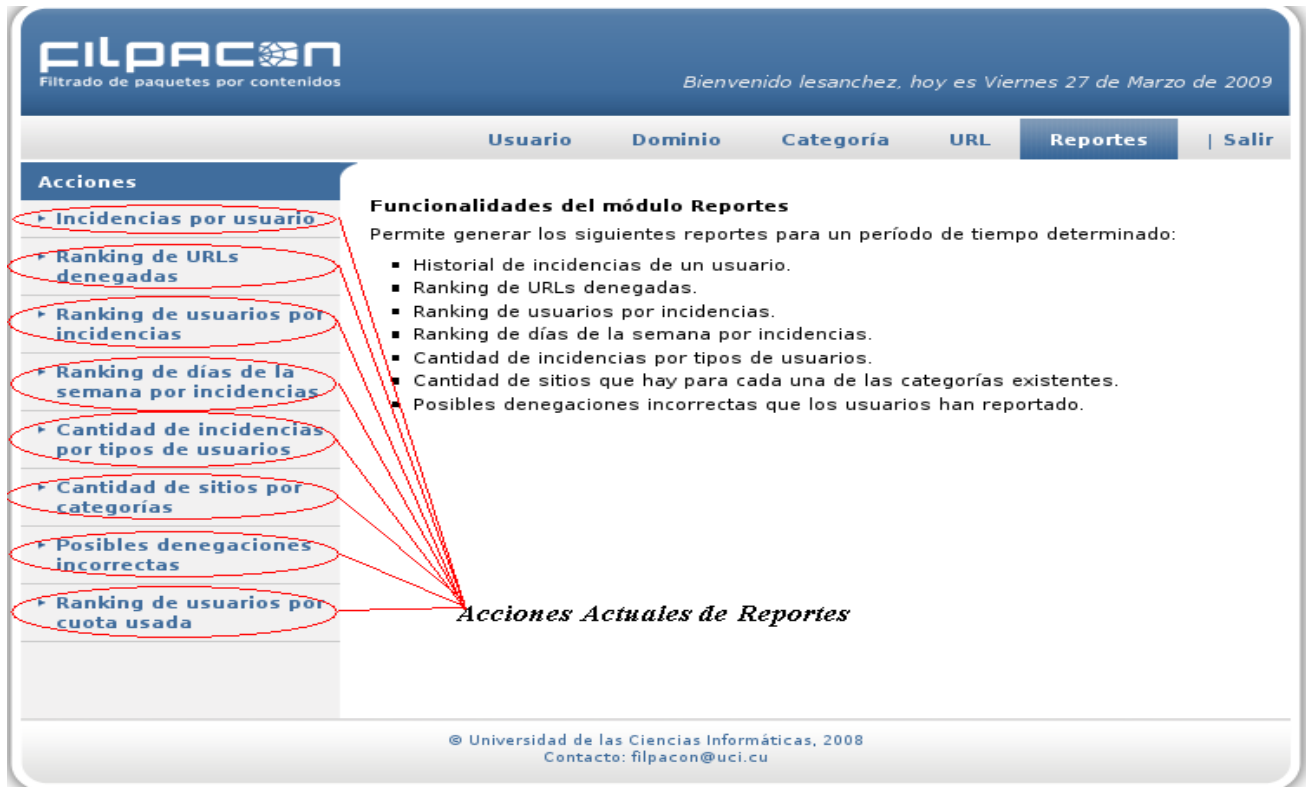 FILPACON
Filtrado de paquetes por contenidos
Bienvenido lesanchez, hoy es Viernes 27 de Marzo de 2009
Usuario Dominio Categoría URL Reportes | Salir
Acciones
Incidencias por usuario
Ranking de URLs
denegadas
Ranking de usuarios por
incidencias
Ranking de días de la
semana por incidencias
Cantidad de incidencias
por tipos de usuarios
Cantidad de sitios por
categorías
Posibles denegaciones
incorrectas
Ranking de usuarios por
cuota usada
Funcionalidades del módulo Reportes
Permite generar los siguientes reportes para un período de tiempo determinado:
Historial de incidencias de un usuario.
Ranking de URLs denegadas.
Ranking de usuarios por incidencias.
Ranking de días de la semana por incidencias.
Cantidad de incidencias por tipos de usuarios.
Cantidad de sitios que hay para cada una de las categorías existentes.
Posibles denegaciones incorrectas que los usuarios han reportado.
Acciones Actuales de Reportes
© Universidad de las Ciencias Informáticas, 2008
Contacto: filpacon@uci.cu